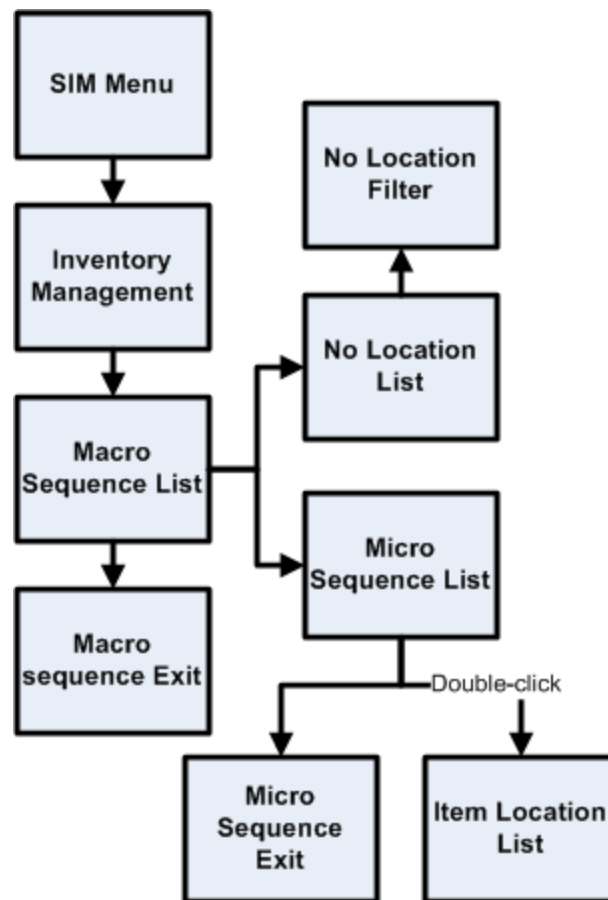 SIM Menu
Inventory
Management
Macro
Sequence List
Macro
sequence Exit
No Location
Filter
No Location
List
Micro
Sequence List
Double-click
Micro
Sequence
Exit
Item Location
List